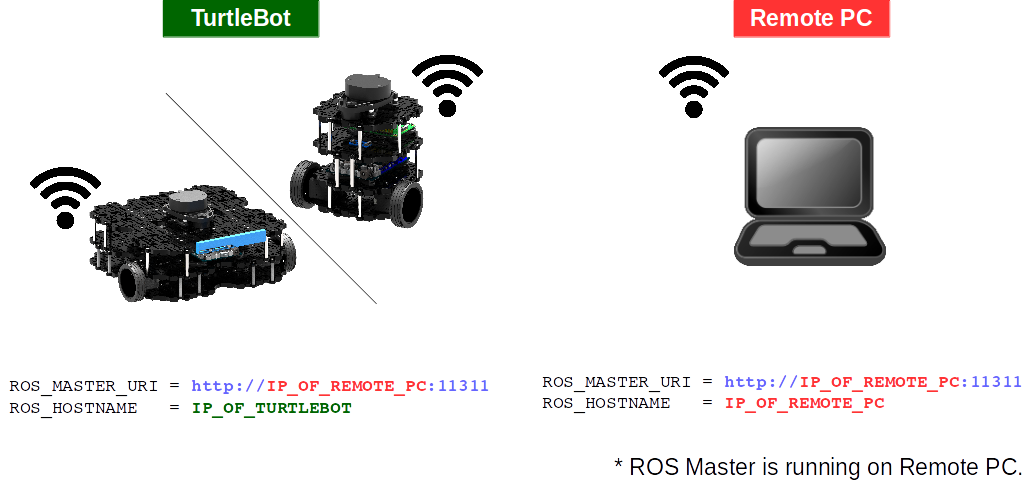 TurtleBot
Remote PC
ROS_MASTER_URI = http://IP_OF_REMOTE_PC:11311
ROS_HOSTNAME   = IP_OF_TURTLEBOT
ROS_MASTER_URI = http://IP_OF_REMOTE_PC:11311
ROS_HOSTNAME   = IP_OF_REMOTE_PC
* ROS Master is running on Remote PC.